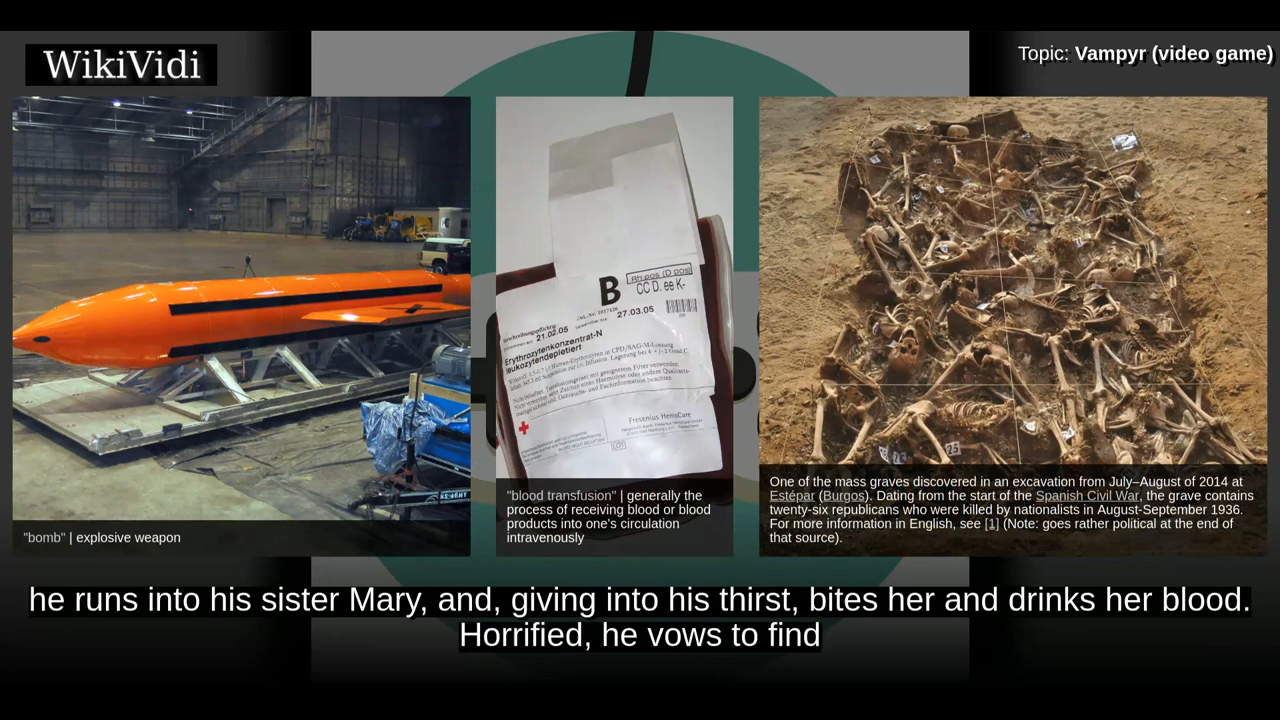 WikiVidi
Topic: Vampyr (video game)
"bomb" | explosive weapon
B
Rh pos (D pos)
CC D. ee K-
21.02.05
27.03.05
Erythrozytenkonzentrat-N
leukozytendepletiert
Fresenius HemoCare
"blood transfusion" | generally the
process of receiving blood or blood
products into one's circulation
intravenously
25
One of the mass graves discovered in an excavation from July–August of 2014 at
Estépar (Burgos). Dating from the start of the Spanish Civil War, the grave contains
twenty-six republicans who were killed by nationalists in August-September 1936.
For more information in English, see [1] (Note: goes rather political at the end of
that source).
he runs into his sister Mary, and, giving into his thirst, bites her and drinks her blood.
Horrified, he vows to find